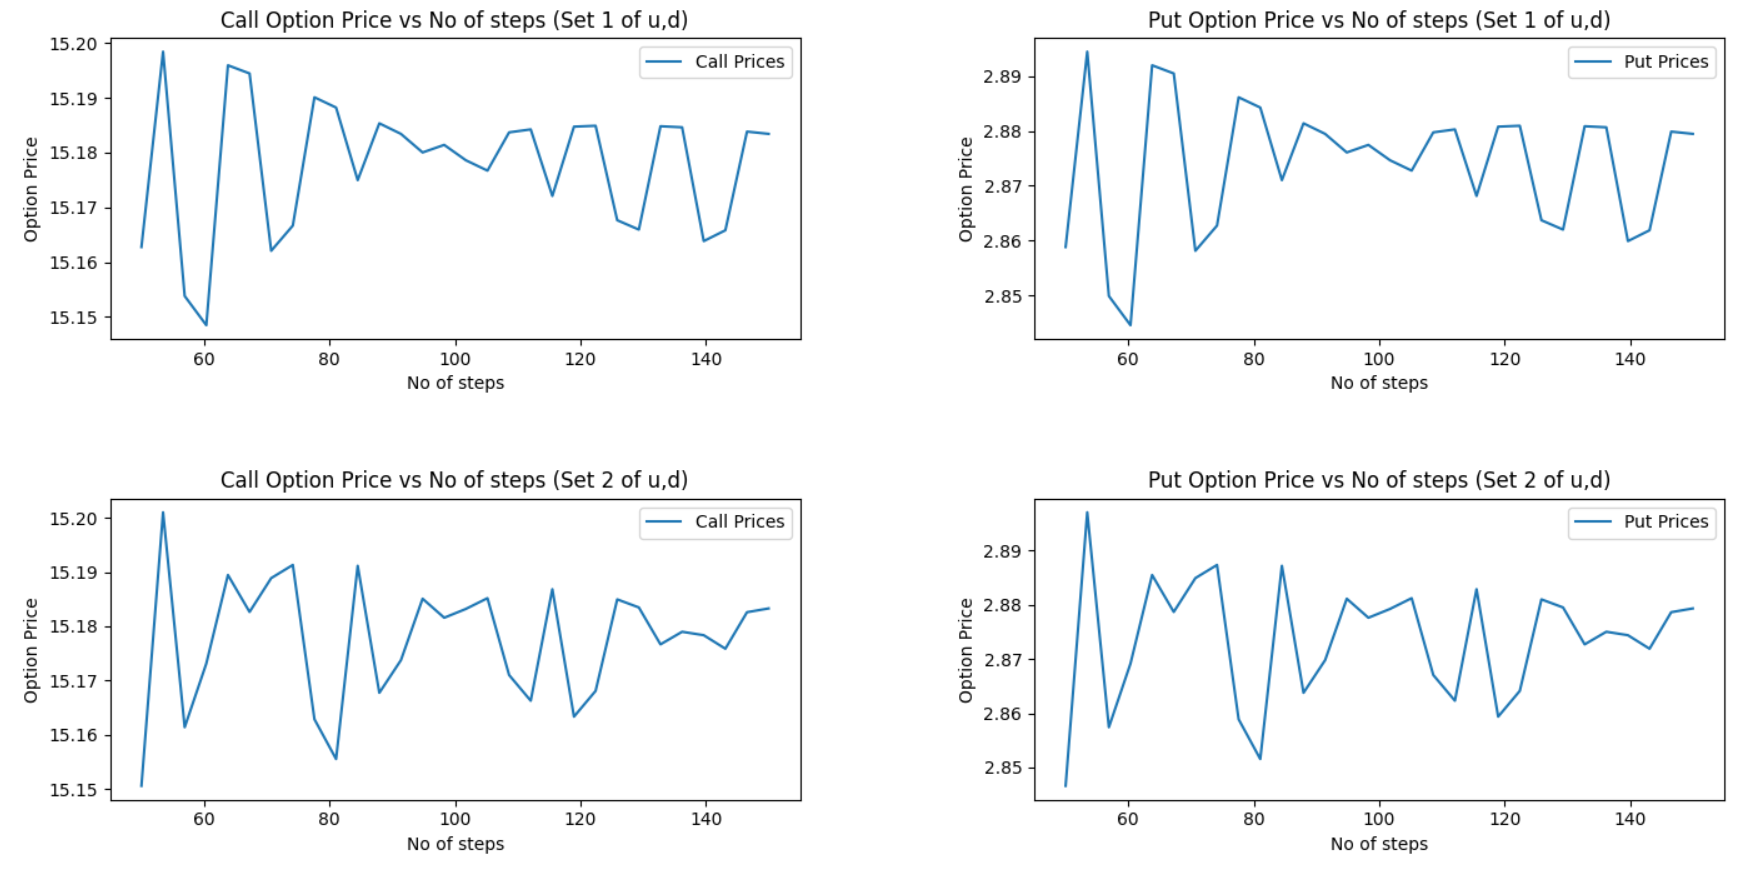 Call Option Price vs No of steps (Set 1 of u,d)
15.20
15.19
15.18
15.17
15.16
15.15
Option Price
Call Prices
60
80
100
120
140
No of steps
Put Option Price vs No of steps (Set 1 of u,d)
2.89
2.88
2.87
2.86
2.85
Option Price
Put Prices
60
80
100
120
140
No of steps
Call Option Price vs No of steps (Set 2 of u,d)
15.20
15.19
15.18
15.17
15.16
15.15
Option Price
Call Prices
60
80
100
120
140
No of steps
Put Option Price vs No of steps (Set 2 of u,d)
2.89
2.88
2.87
2.86
2.85
Option Price
Put Prices
60
80
100
120
140
No of steps